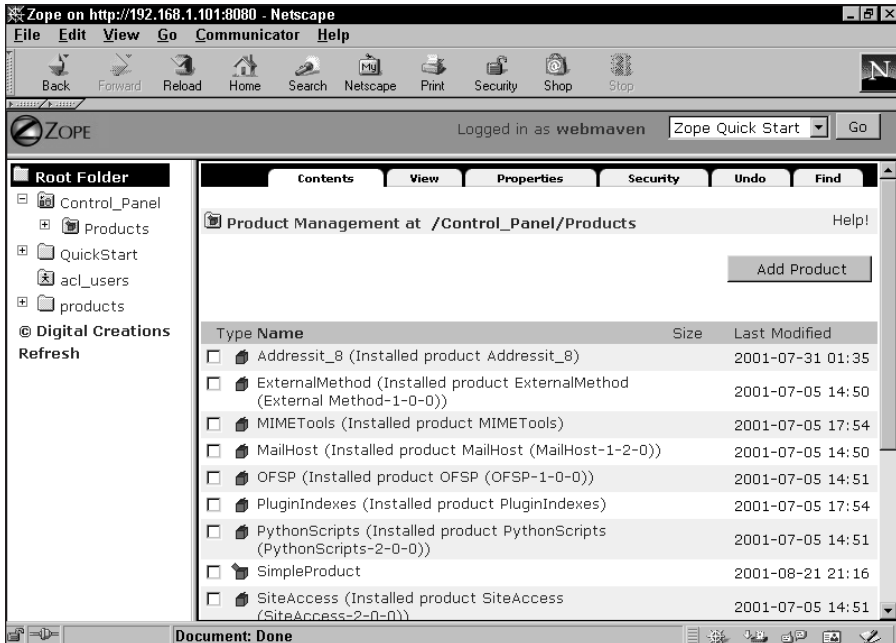 Zope on http://192.168.1.101:8080 - Netscape
File Edit View Go Communicator Help
My
Back Forward Reload Home Search Netscape Print Security Shop Stop
N
ZOPE Logged in as webmaven Zope Quick Start Go
Root Folder
Control_Panel
Products
QuickStart
acl_users
products
© Digital Creations
Refresh
Contents View Properties Security Undo Find
Product Management at /Control_Panel/Products Help!
Add Product
Type Name Size Last Modified
Addressit_8 (Installed product Addressit_8) 2001-07-31 01:35
ExternalMethod (Installed product ExternalMethod
(External Method-1-0-0)) 2001-07-05 14:50
MIMETools (Installed product MIMETools) 2001-07-05 17:54
MailHost (Installed product MailHost (MailHost-1-2-0)) 2001-07-05 14:50
OFSP (Installed product OFSP (OFSP-1-0-0)) 2001-07-05 14:51
PluginIndexes (Installed product PluginIndexes) 2001-07-05 17:54
PythonScripts (Installed product PythonScripts
(PythonScripts-2-0-0)) 2001-07-05 14:51
SimpleProduct 2001-08-21 21:16
SiteAccess (Installed product SiteAccess
(SiteAccess-2-0-0)) 2001-07-05 14:51
Document: Done